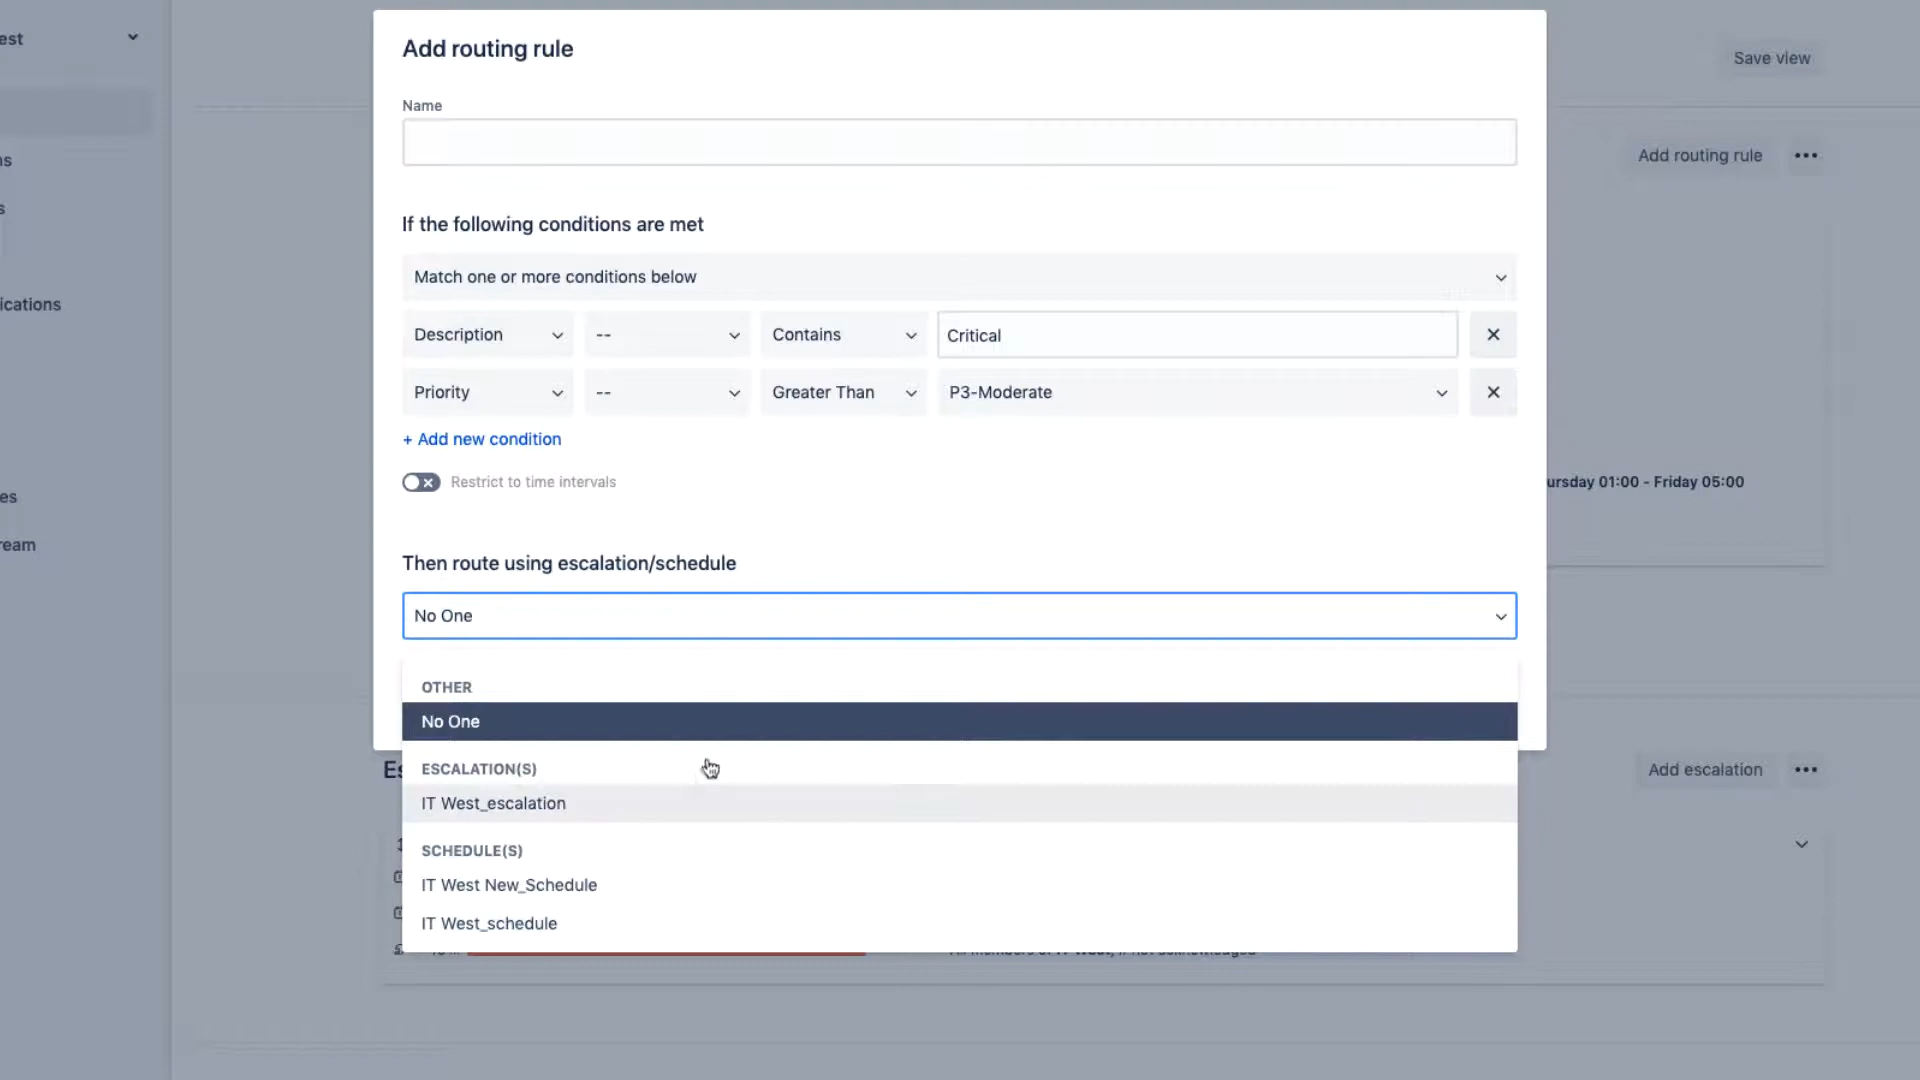 est
Save view
Add routing rule
Name
Add routing rule
If the following conditions are met
Match one or more conditions below
Description -- Contains Critical
Priority -- Greater Than P3-Moderate
+ Add new condition
Restrict to time intervals
ursday 01:00 - Friday 05:00
ns
s
ications
es
ream
Then route using escalation/schedule
No One
OTHER
No One
ESCALATION(S)
Es
Add escalation
IT West_escalation
SCHEDULE(S)
IT West New_Schedule
IT West_schedule